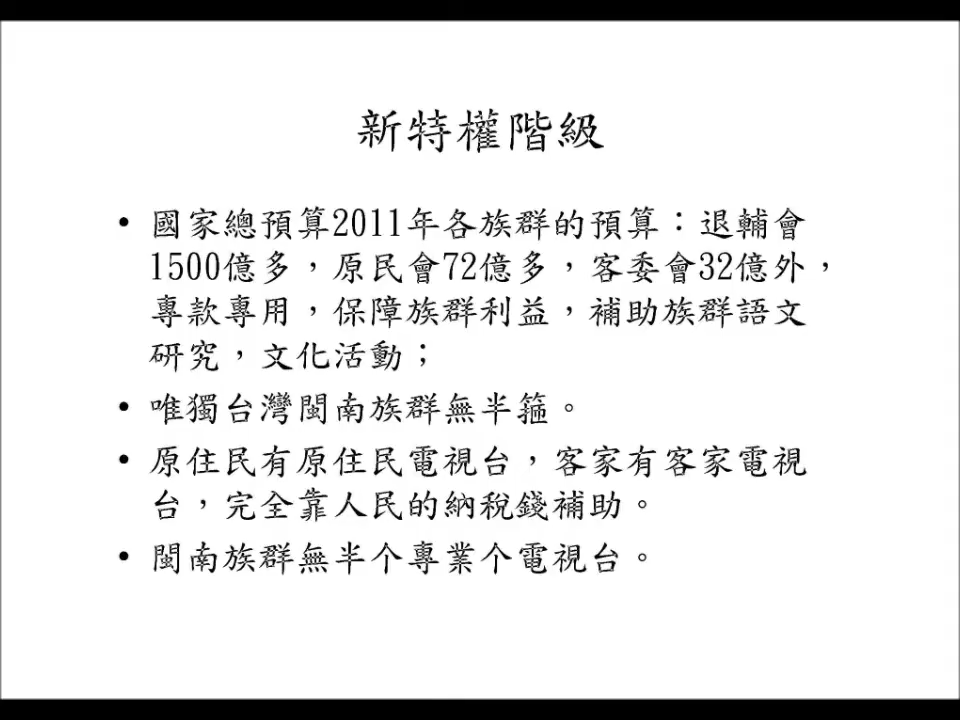 新特權階級
• 國家總預算2011年各族群的預算：退輔會
1500億多，原民會72億多，客委會32億外，
專款專用，保障族群利益，補助族群語文
研究，文化活動；
• 唯獨台灣閩南族群無半箍。
• 原住民有原住民電視台，客家有客家電視
台，完全靠人民的納稅錢補助。
• 閩南族群無半个專業个電視台。